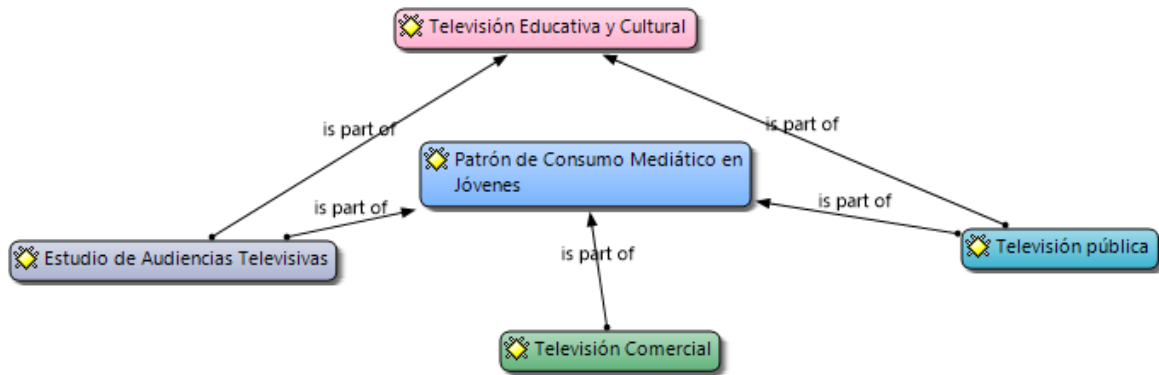 Televisión Educativa y Cultural
is part of
is part of
Patrón de Consumo Mediático en
Jóvenes
is part of
is part of
Estudio de Audiencias Televisivas
is part of
Televisión pública
Televisión Comercial